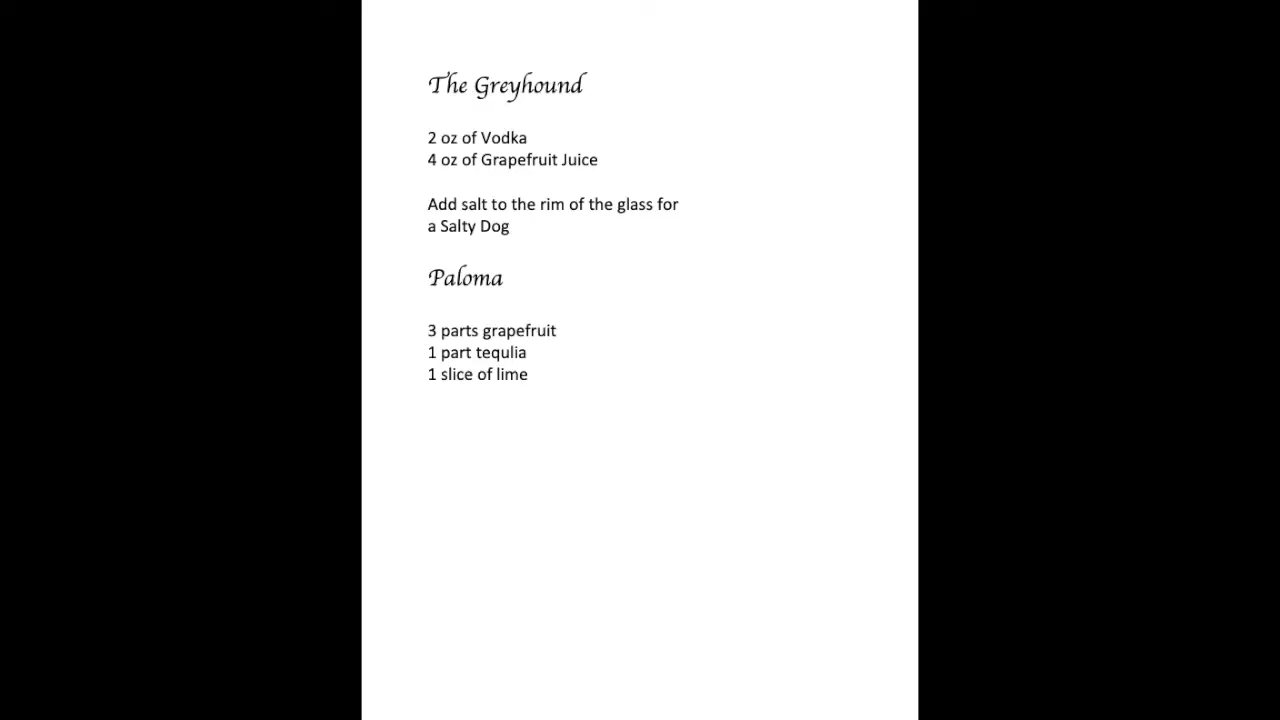 The Greyhound
2 oz of Vodka
4 oz of Grapefruit Juice
Add salt to the rim of the glass for
a Salty Dog
Paloma
3 parts grapefruit
1 part tequlia
1 slice of lime